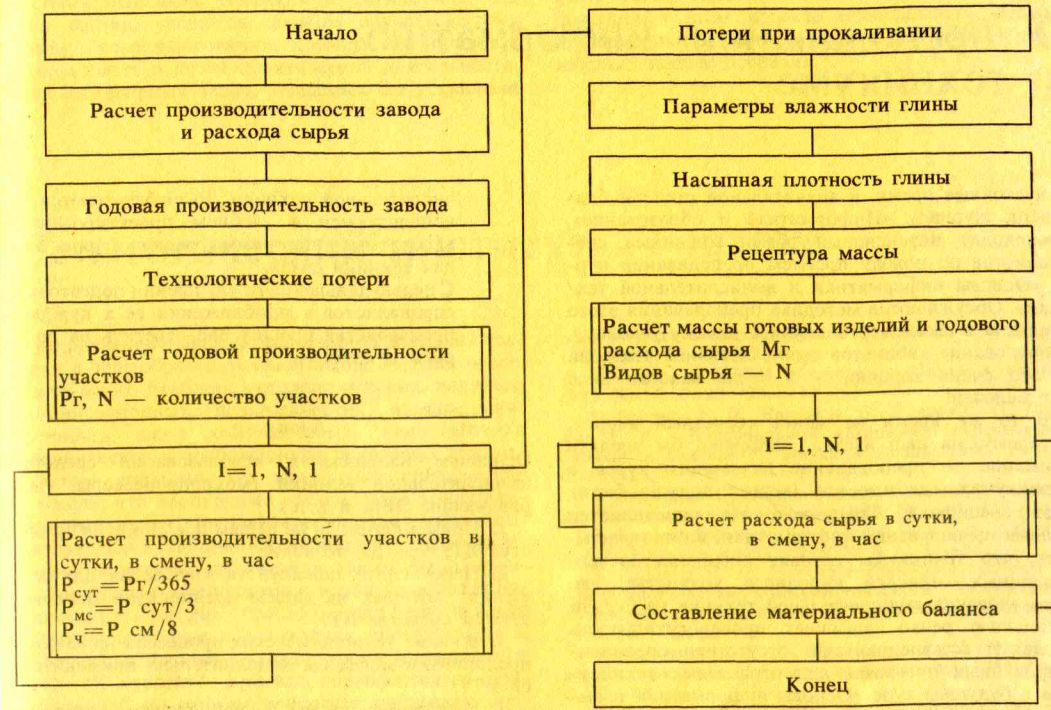 Начало
Расчет производительности завода
и расхода сырья
Годовая производительность завода
Технологические потери
Расчет годовой производительности
участков
Рг, N — количество участков
I=1, N, 1
Расчет производительности участков в
сутки, в смену, в час
Р сут=Рг/365
Р мс=Р сут/3
Р ч=Р см/8
Потери при прокаливании
Параметры влажности глины
Насыпная плотность глины
Рецептура массы
Расчет массы готовых изделий и годового
расхода сырья Мг
Видов сырья — N
I=1, N, 1
Расчет расхода сырья в сутки,
в смену, в час
Составление материального баланса
Конец